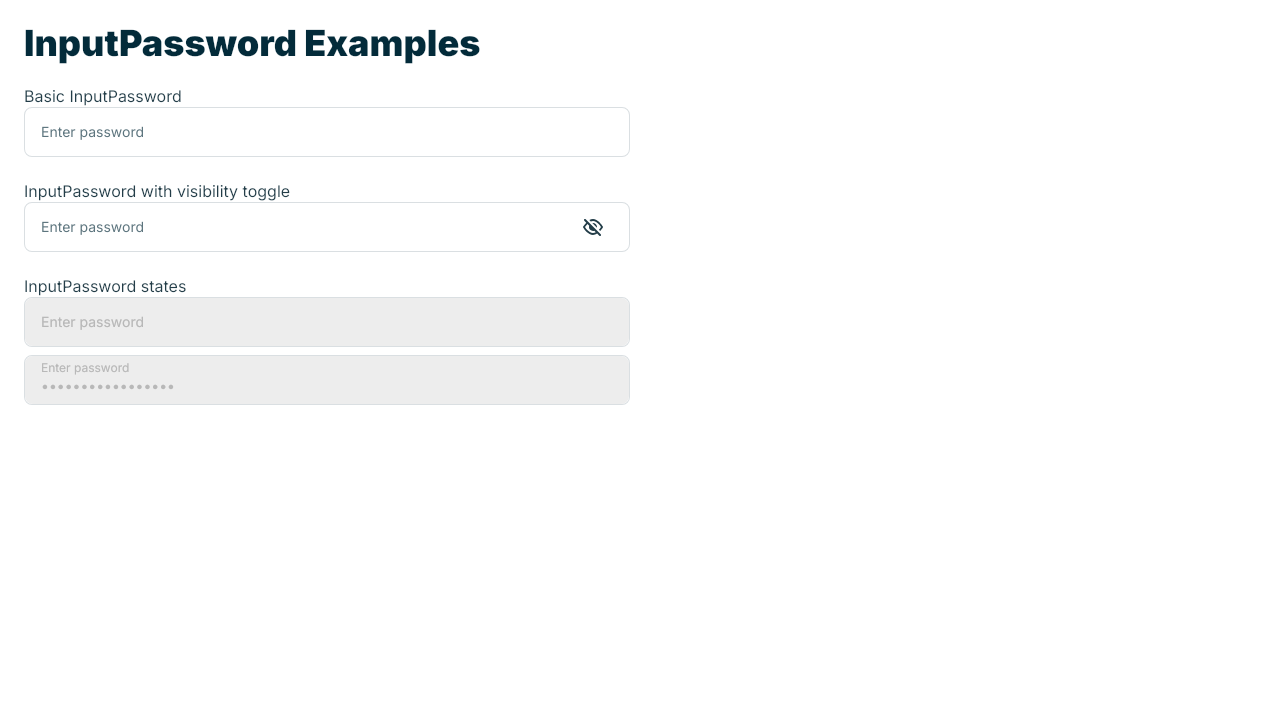 InputPassword Examples
Basic InputPassword
Enter password
InputPassword with visibility toggle
Enter password
InputPassword states
Enter password
Enter password
•••••••••••••••••